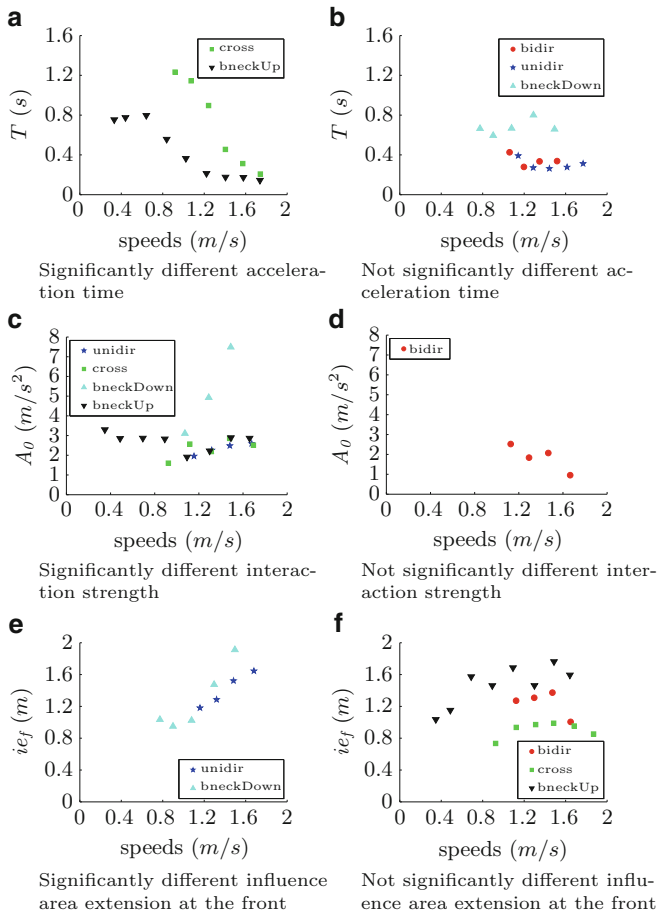 a
cross
bneckUp
T (s)
1.6
1.2
0.8
0.4
0
0 0.4 0.8 1.2 1.6 2
speeds (m/s)
Significantly different accelera-
tion time
b
bidir
unidir
bneckDown
T (s)
1.6
1.2
0.8
0.4
0
0 0.4 0.8 1.2 1.6 2
speeds (m/s)
Not significantly different ac-
celeration time
c
unidir
cross
bneckDown
bneckUp
A₀ (m/s²)
8
7
6
5
4
3
2
1
0
0 0.4 0.8 1.2 1.6 2
speeds (m/s)
Significantly different interac-
tion strength
d
bidir
A₀ (m/s²)
8
7
6
5
4
3
2
1
0
0 0.4 0.8 1.2 1.6 2
speeds (m/s)
Not significantly different inter-
action strength
e
unidir
bneckDown
ie_f (m)
2
1.6
1.2
0.8
0.4
0
0 0.4 0.8 1.2 1.6 2
speeds (m/s)
Significantly different influence
area extension at the front
f
bidir
cross
bneckUp
ie_f (m)
2
1.6
1.2
0.8
0.4
0
0 0.4 0.8 1.2 1.6 2
speeds (m/s)
Not significantly different influ-
ence area extension at the front